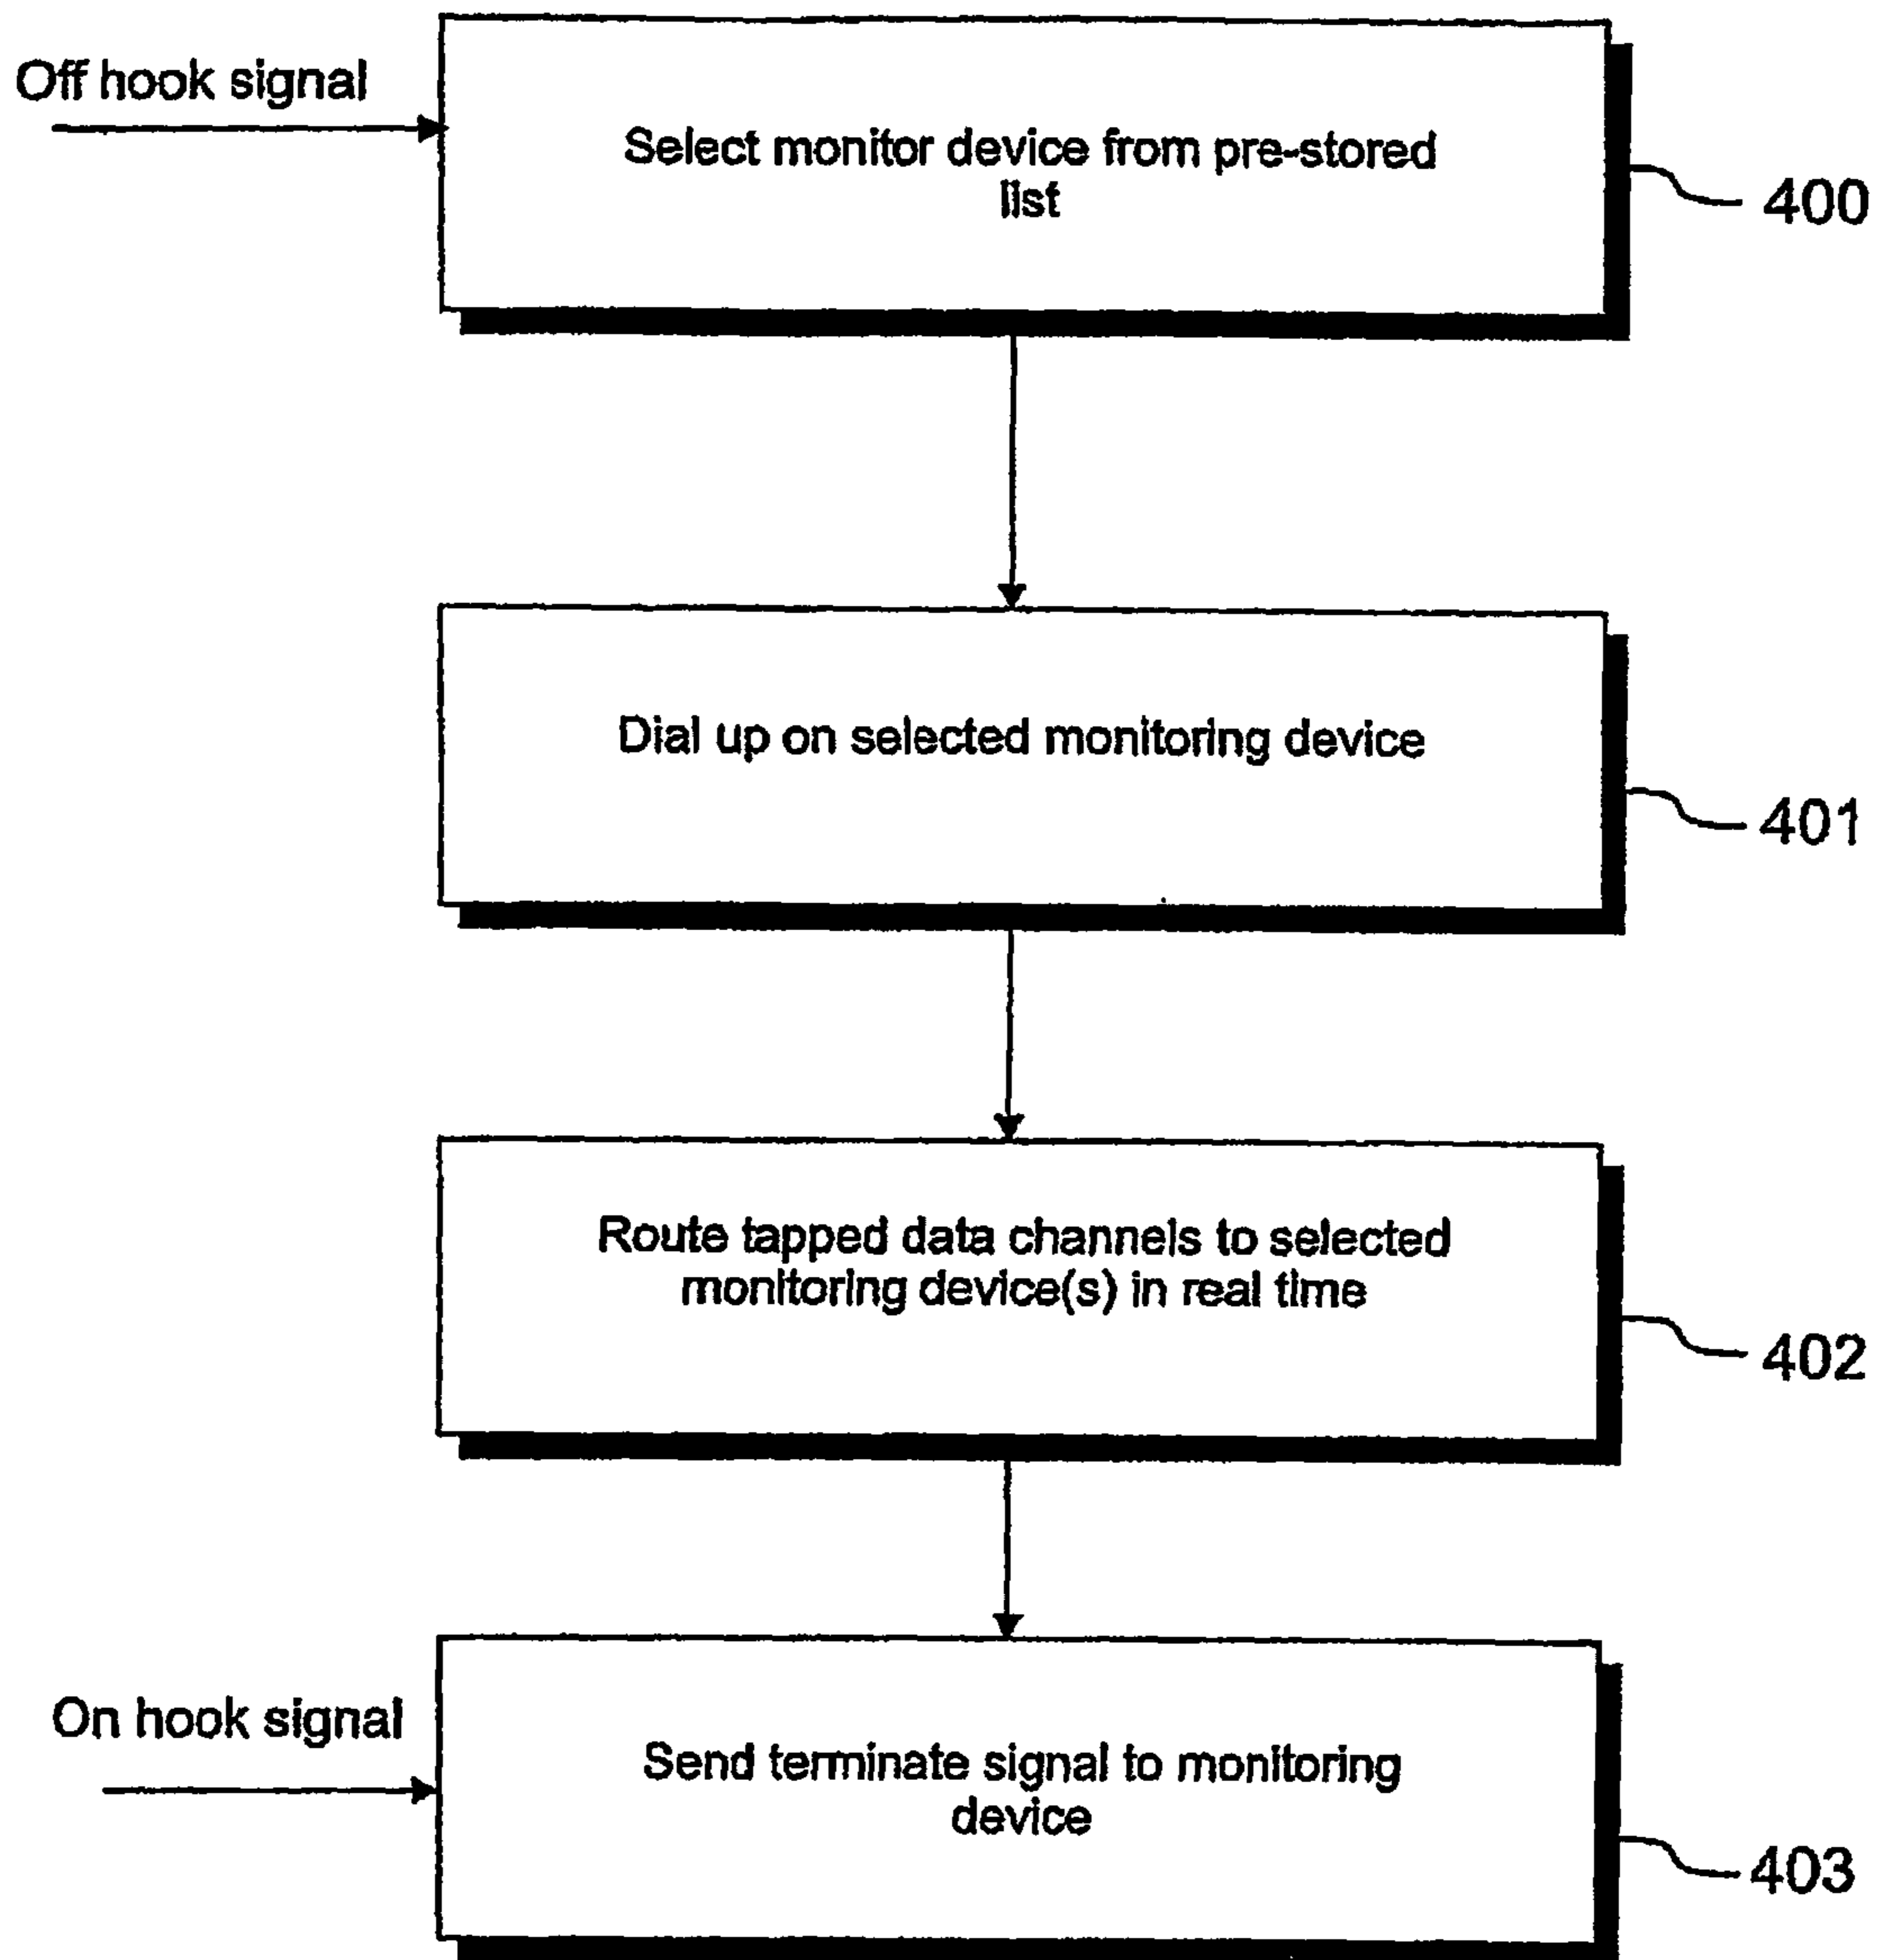 Off hook signal
Select monitor device from pre-stored
list
400
Dial up on selected monitoring device
401
Route tapped data channels to selected
monitoring device(s) in real time
402
On hook signal
Send terminate signal to monitoring
device
403